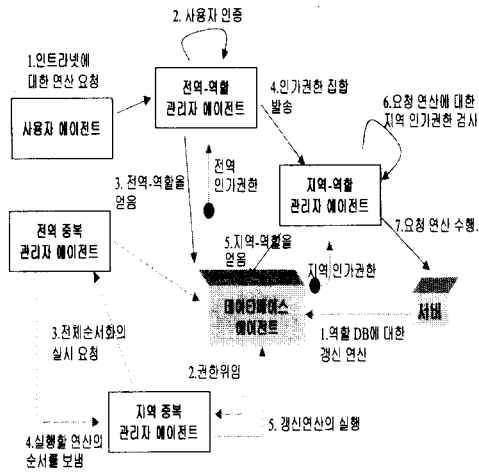 2. 사용자 인증
1.인트라넷에
대한 연산 요청
전역-역할
관리자 에이전트
4.인가권한 집합
발송
6.요청 연산에 대한
지역 인가권한 검사
사용자 에이전트
3. 전역-역할을
얻음
전역
인가권한
지역-역할
관리자 에이전트
7.요청 연산 수행.
전역 중복
관리자 에이전트
5.지역-역할을
얻음
지역 인가권한
데이타베이스
에이전트
서버
3.전체순서화의
실시 요청
1.역할 DB에 대한
갱신 연산
2.권한위임
지역 중복
관리자 에이전트
5. 갱신연산의 실행
4.실행할 연산의
순서를 보냄